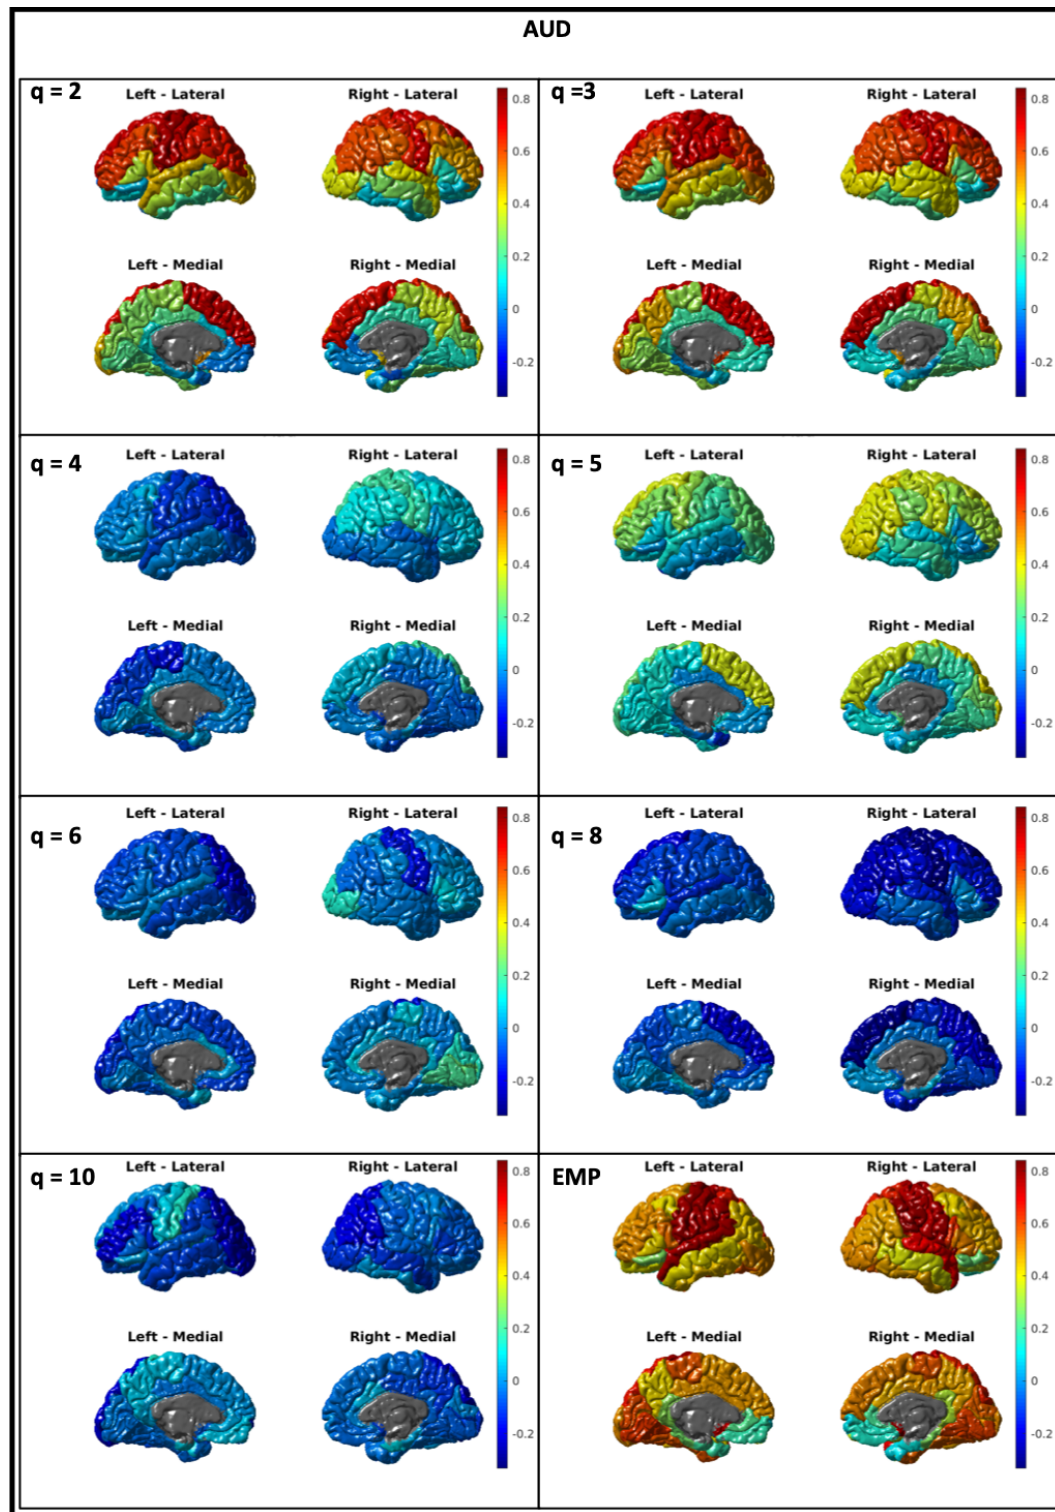 AUD
q = 2
Left - Lateral
Right - Lateral
0.8
0.6
0.4
0.2
0
-0.2
Left - Medial
Right - Medial
q =3
Left - Lateral
Right - Lateral
0.8
0.6
0.4
0.2
0
-0.2
Left - Medial
Right - Medial
q = 4
Left - Lateral
Right - Lateral
0.8
0.6
0.4
0.2
0
-0.2
Left - Medial
Right - Medial
q = 5
Left - Lateral
Right - Lateral
0.8
0.6
0.4
0.2
0
-0.2
Left - Medial
Right - Medial
q = 6
Left - Lateral
Right - Lateral
0.8
0.6
0.4
0.2
0
-0.2
Left - Medial
Right - Medial
q = 8
Left - Lateral
Right - Lateral
0.8
0.6
0.4
0.2
0
-0.2
Left - Medial
Right - Medial
q = 10
Left - Lateral
Right - Lateral
0.8
0.6
0.4
0.2
0
-0.2
Left - Medial
Right - Medial
EMP
Left - Lateral
Right - Lateral
0.8
0.6
0.4
0.2
0
-0.2
Left - Medial
Right - Medial